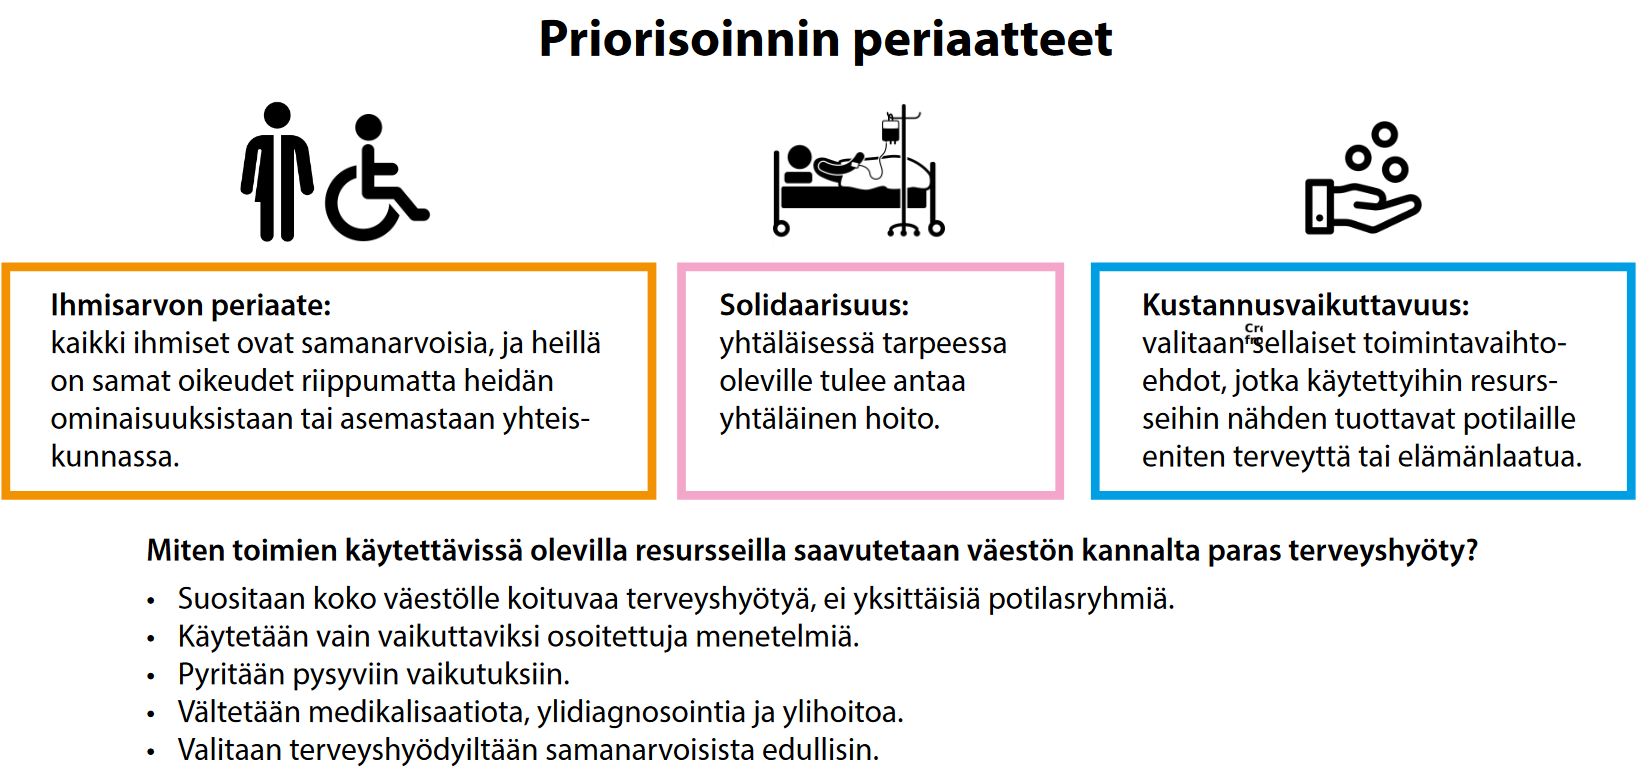 Priorisoinnin periaatteet
Ihmisarvon periaate:
kaikki ihmiset ovat samanarvoisia, ja heillä
on samat oikeudet riippumatta heidän
ominaisuuksistaan tai asemastaan yhteis-
kunnassa.
Solidaarisuus:
yhtäläisessä tarpeessa
oleville tulee antaa
yhtäläinen hoito.
Kustannusvaikuttavuus:
valitaan sellaiset toimintavaihto-
ehdot, jotka käytettyihin resurs-
seihin nähden tuottavat potilaille
eniten terveyttä tai elämänlaatua.
Miten toimien käytettävissä olevilla resursseilla saavutetaan väestön kannalta paras terveyshyöty?
• Suositaan koko väestölle koituvaa terveyshyötyä, ei yksittäisiä potilasryhmiä.
• Käytetään vain vaikuttaviksi osoitettuja menetelmiä.
• Pyritään pysyviin vaikutuksiin.
• Vältetään medikalisaatiota, ylidiagnosointia ja ylihoitoa.
• Valitaan terveyshyödyiltään samanarvoisista edullisin.